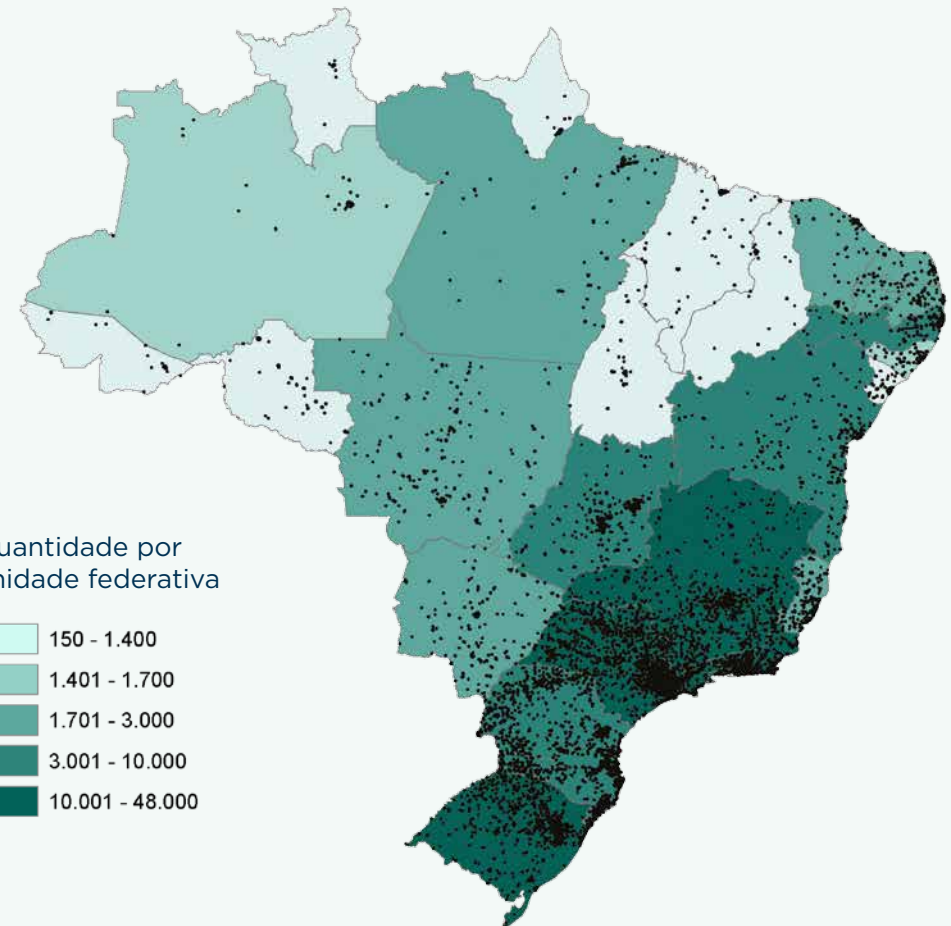 uantidade por
nidade federativa
150 - 1.400
1.401 - 1.700
1.701 - 3.000
3.001 - 10.000
10.001 - 48.000